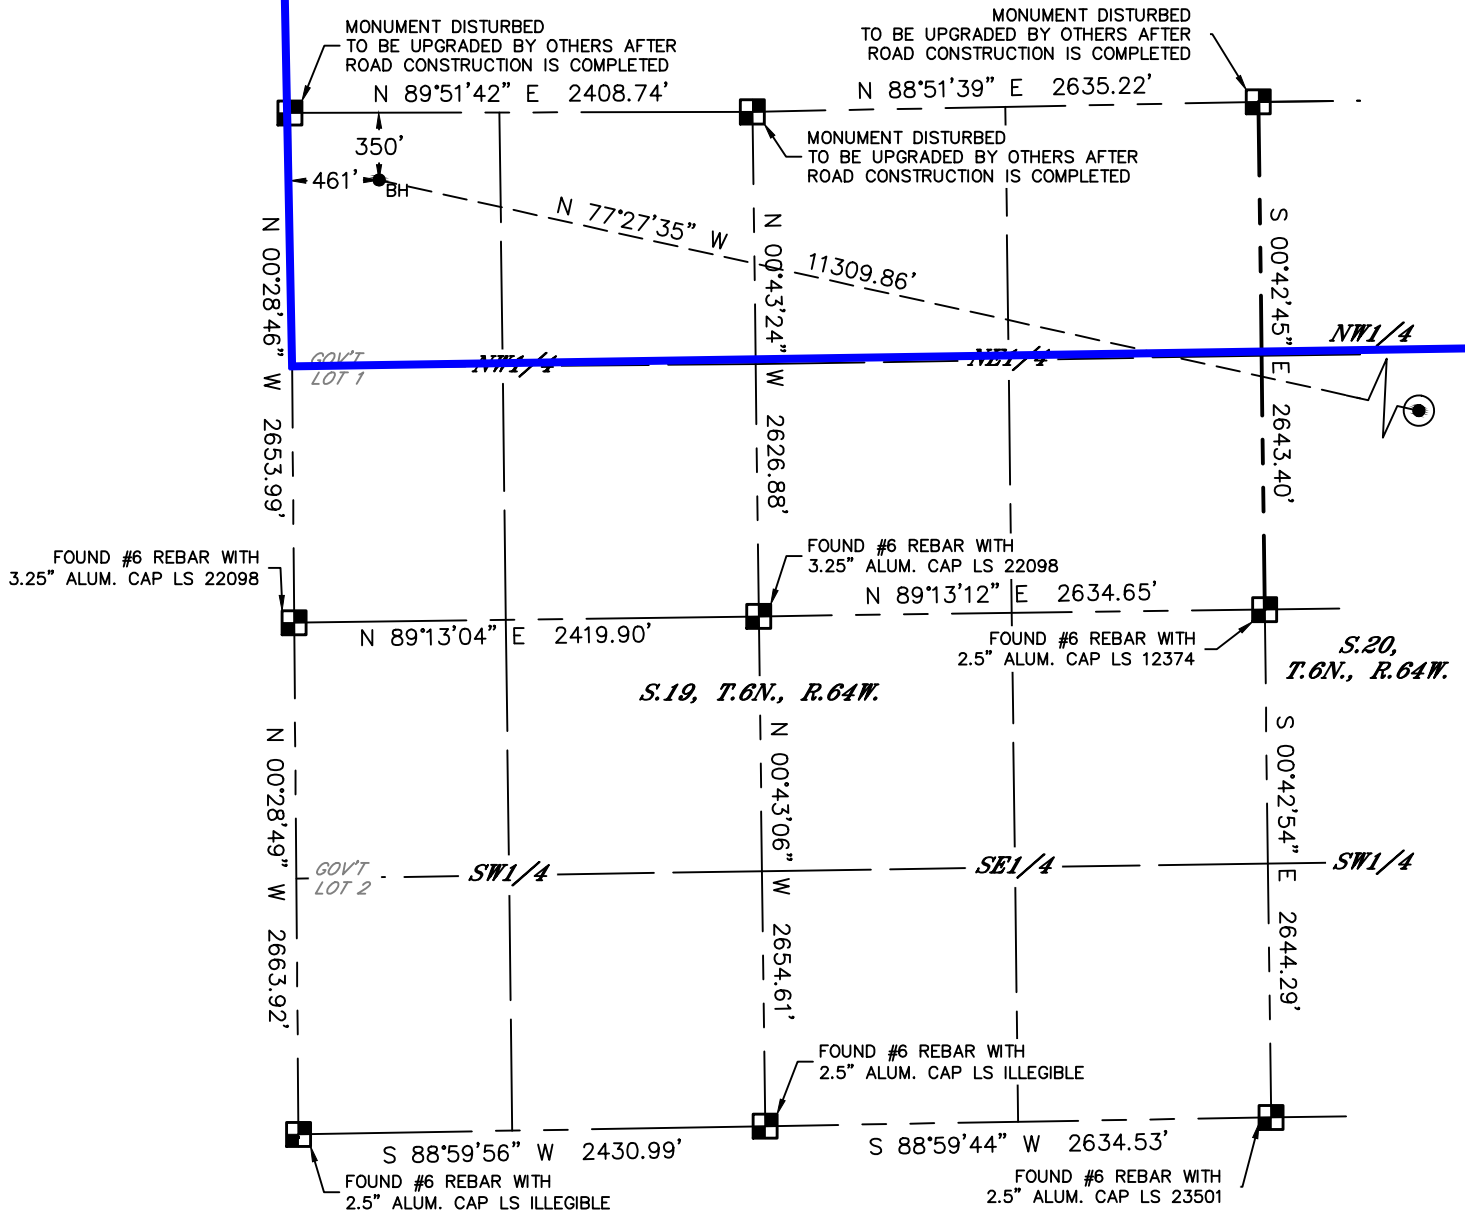 MONUMENT DISTURBED
TO BE UPGRADED BY OTHERS AFTER
ROAD CONSTRUCTION IS COMPLETED
MONUMENT DISTURBED
TO BE UPGRADED BY OTHERS AFTER
ROAD CONSTRUCTION IS COMPLETED
N 89°51'42" E 2408.74'
N 88°51'39" E 2635.22'
MONUMENT DISTURBED
TO BE UPGRADED BY OTHERS AFTER
ROAD CONSTRUCTION IS COMPLETED
350'
461'
BH
N 77°27'35" W 11309.86'
N 00°28'46" W 2653.99'
N 00°43'24" W 2626.88'
S 00°42'45" E 2643.40'
GOV'T
LOT 1
NW1/4
NE1/4
NW1/4
FOUND #6 REBAR WITH
3.25" ALUM. CAP LS 22098
FOUND #6 REBAR WITH
3.25" ALUM. CAP LS 22098
N 89°13'04" E 2419.90'
N 89°13'12" E 2634.65'
FOUND #6 REBAR WITH
2.5" ALUM. CAP LS 12374
S.20,
T.6N., R.64W.
S.19, T.6N., R.64W.
N 00°28'49" W 2663.92'
N 00°43'06" W 2654.61'
S 00°42'54" E 2644.29'
GOV'T
LOT 2
SW1/4
SE1/4
SW1/4
FOUND #6 REBAR WITH
2.5" ALUM. CAP LS ILLEGIBLE
S 88°59'56" W 2430.99'
S 88°59'44" W 2634.53'
FOUND #6 REBAR WITH
2.5" ALUM. CAP LS ILLEGIBLE
FOUND #6 REBAR WITH
2.5" ALUM. CAP LS 23501